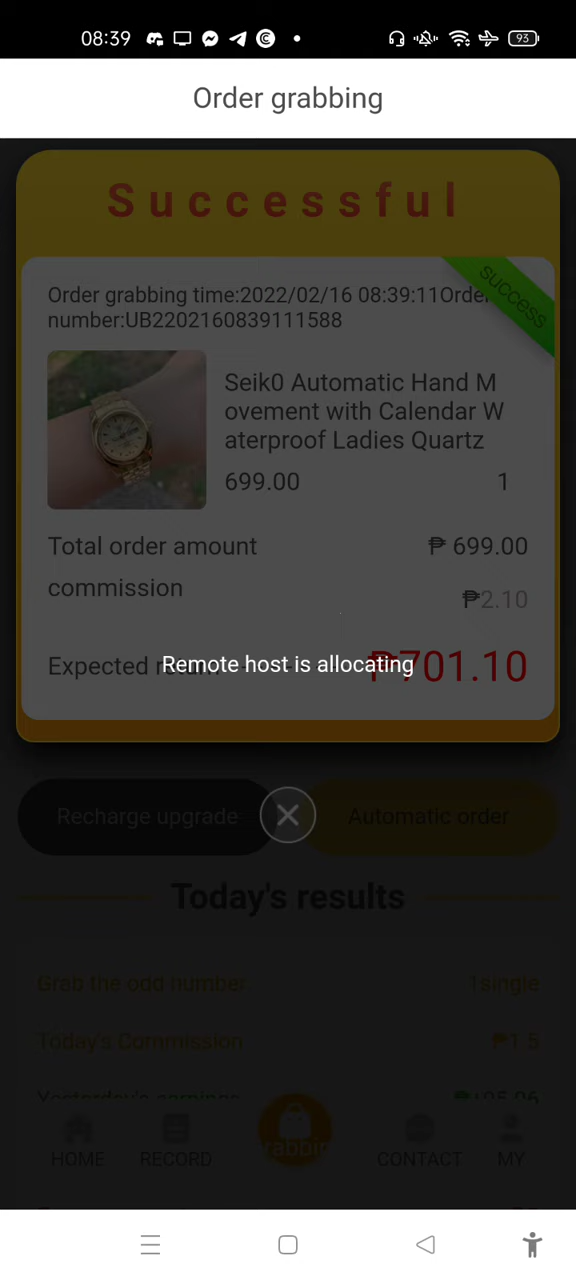 08:39
93
Order grabbing
Successful
success
Order grabbing time:2022/02/16 08:39:11Order
number:UB2202160839111588
Seik0 Automatic Hand M
ovement with Calendar W
aterproof Ladies Quartz
699.00 1
Total order amount ₱ 699.00
commission ₱2.10
Expected return ₱701.10
Remote host is allocating
Recharge upgrade Automatic order
Today's results
Grab the odd number 1single
Today's Commission ₱1.5
Yesterday's earnings
HOME RECORD CONTACT MY